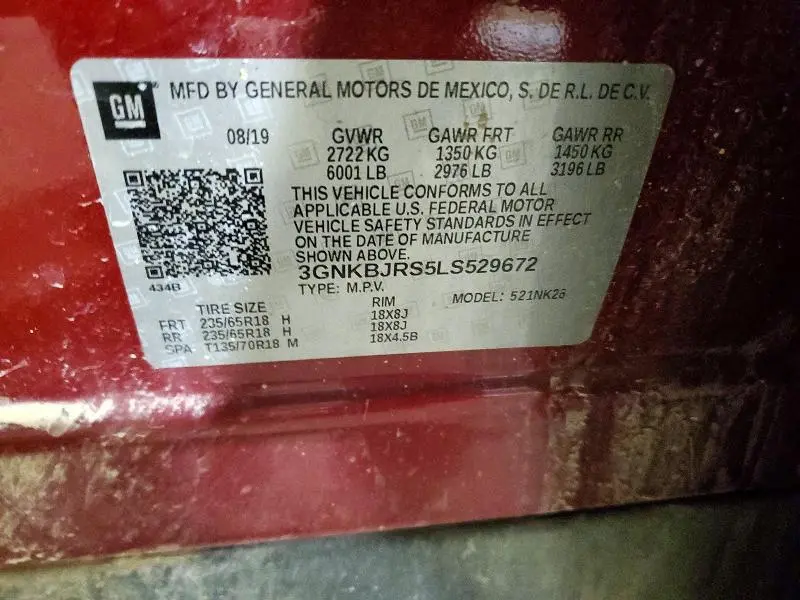 GM MFD BY GENERAL MOTORS DE MEXICO, S. DE R.L. DE C.V.
08/19 GVWR GAWR FRT GAWR RR
2722 KG 1350 KG 1450 KG
6001 LB 2976 LB 3196 LB
THIS VEHICLE CONFORMS TO ALL
APPLICABLE U.S. FEDERAL MOTOR
VEHICLE SAFETY STANDARDS IN EFFECT
ON THE DATE OF MANUFACTURE
SHOWN ABOVE.
3GNKBJRS5LS529672
434B
TYPE: M.P.V. MODEL: 521NK26
TIRE SIZE RIM
FRT 235/65R18 H 18X8J
RR 235/65R18 H 18X8J
SPA T135/70R18 M 18X4.5B